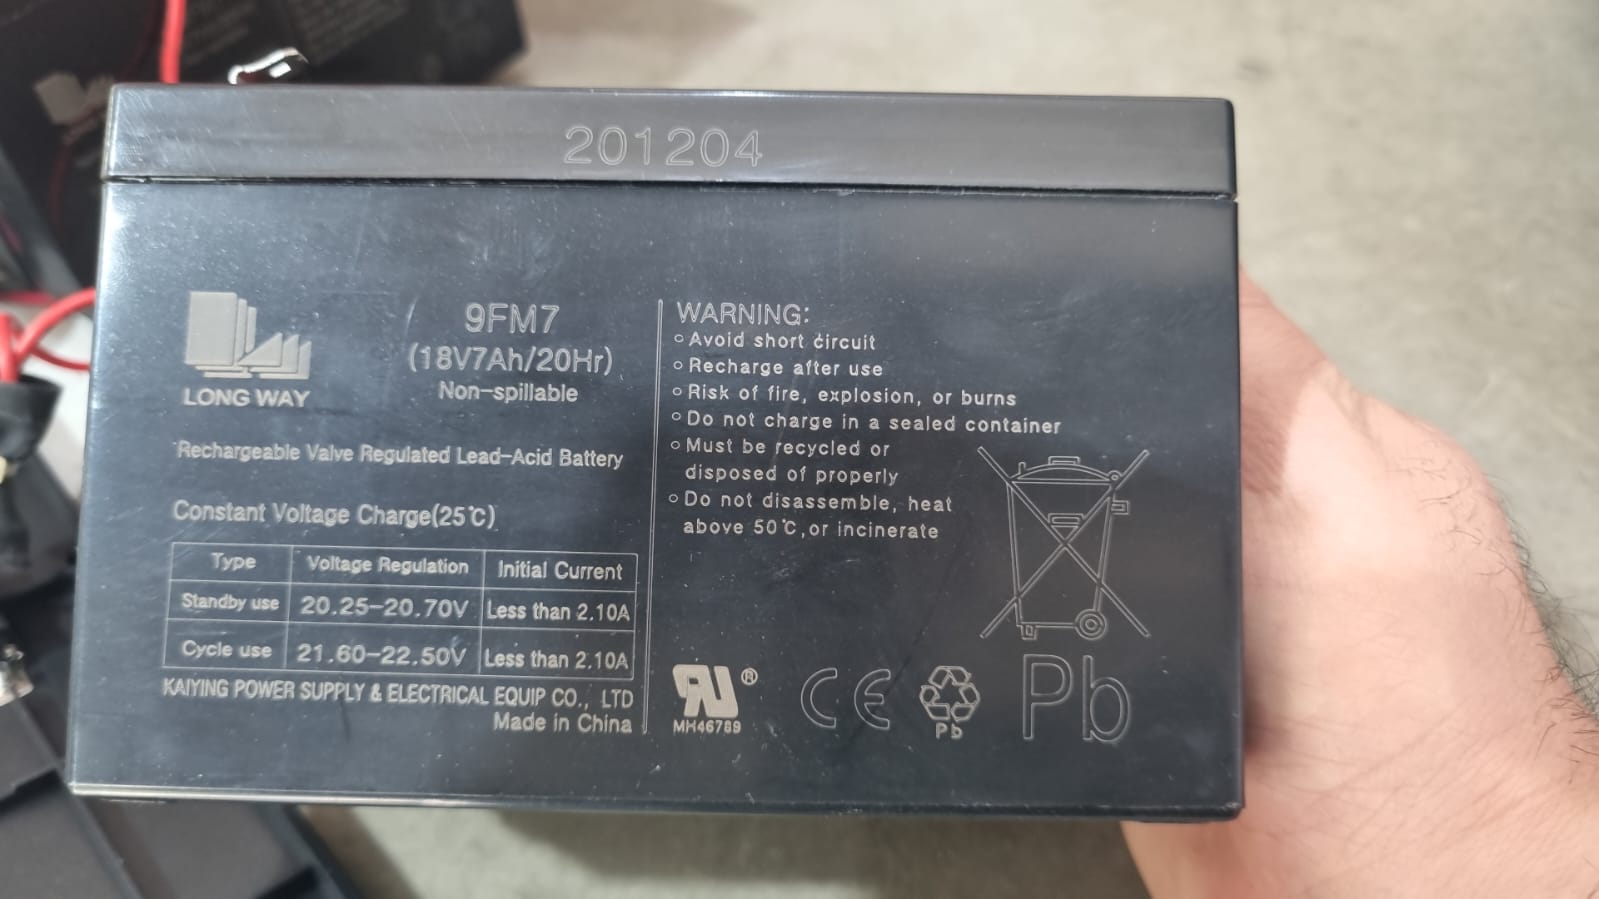 201204
LONG WAY
9FM7
(18V7Ah/20Hr)
Non-spillable
Rechargeable Valve Regulated Lead-Acid Battery
Constant Voltage Charge(25℃)
Type Voltage Regulation Initial Current
Standby use 20.25-20.70V Less than 2.10A
Cycle use 21.60-22.50V Less than 2.10A
KAIYING POWER SUPPLY & ELECTRICAL EQUIP CO., LTD
Made in China
WARNING:
○ Avoid short circuit
○ Recharge after use
○ Risk of fire, explosion, or burns
○ Do not charge in a sealed container
○ Must be recycled or
disposed of properly
○ Do not disassemble, heat
above 50℃, or incinerate
RU®
MH46789
CE
Pb
Pb